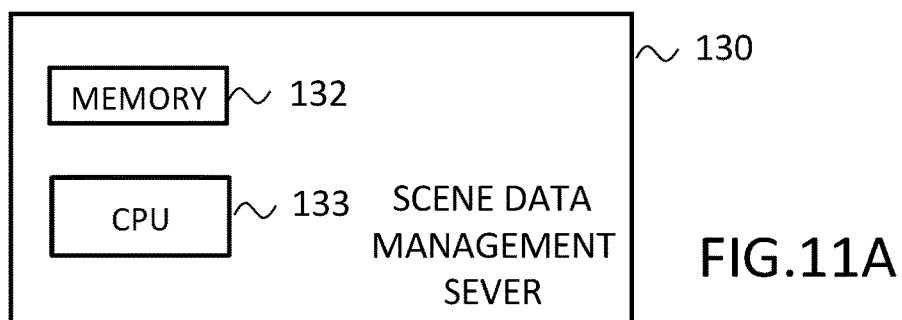 130
MEMORY 132
CPU 133
SCENE DATA
MANAGEMENT
SEVER
FIG.11A